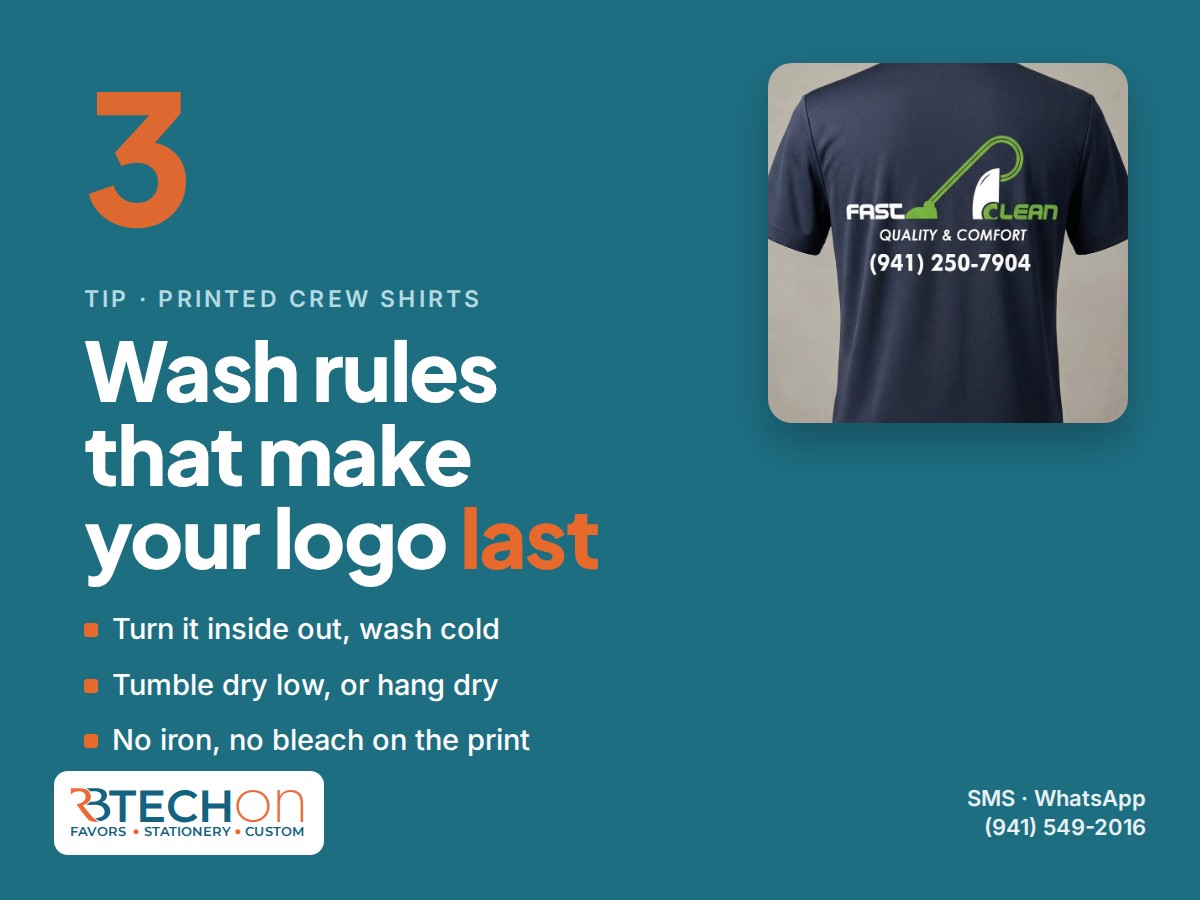 3
TIP · PRINTED CREW SHIRTS
Wash rules
that make
your logo last
Turn it inside out, wash cold
Tumble dry low, or hang dry
No iron, no bleach on the print
FAST CLEAN
QUALITY & COMFORT
(941) 250-7904
RBTECHON
FAVORS • STATIONERY • CUSTOM
SMS · WhatsApp
(941) 549-2016